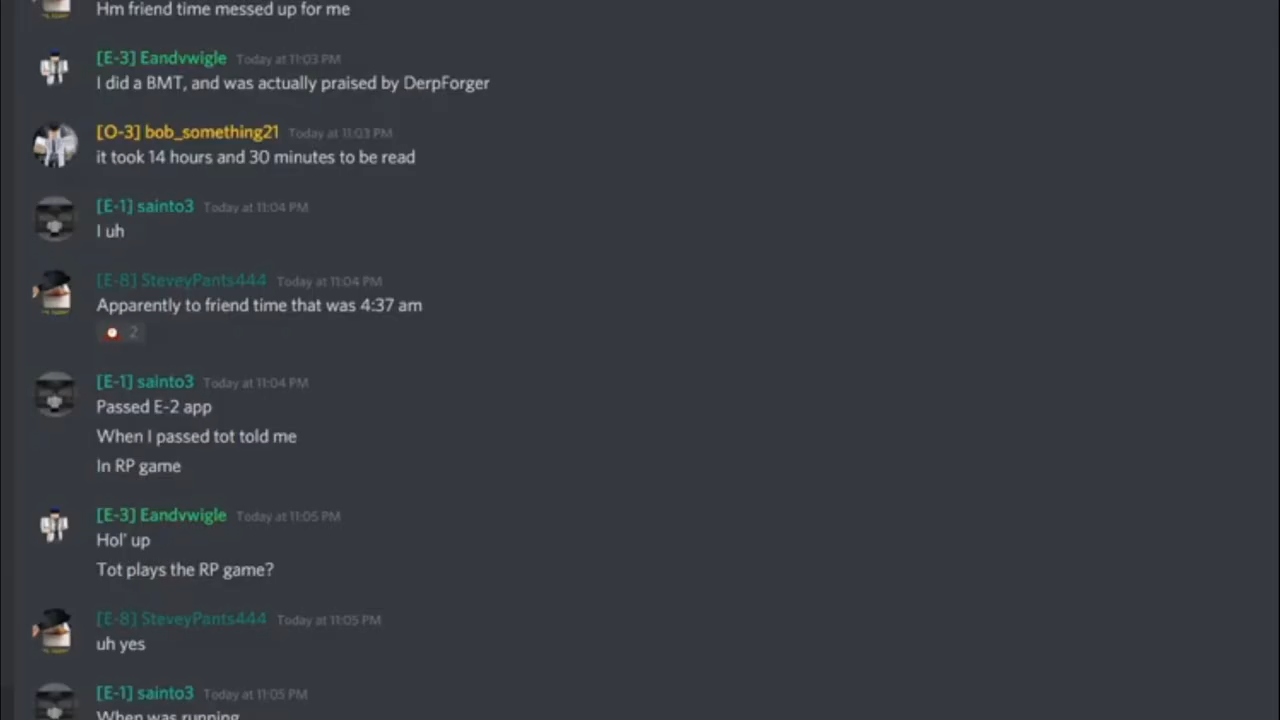 Hm friend time messed up for me
[E-3] Eandvwigle Today at 11:03 PM
I did a BMT, and was actually praised by DerpForger
[O-3] bob_something21 Today at 11:03 PM
it took 14 hours and 30 minutes to be read
[E-1] sainto3 Today at 11:04 PM
I uh
[E-8] SteveyPants444 Today at 11:04 PM
Apparently to friend time that was 4:37 am
2
[E-1] sainto3 Today at 11:04 PM
Passed E-2 app
When I passed tot told me
In RP game
[E-3] Eandvwigle Today at 11:05 PM
Hol' up
Tot plays the RP game?
[E-8] SteveyPants444 Today at 11:05 PM
uh yes
[E-1] sainto3 Today at 11:05 PM
When was running